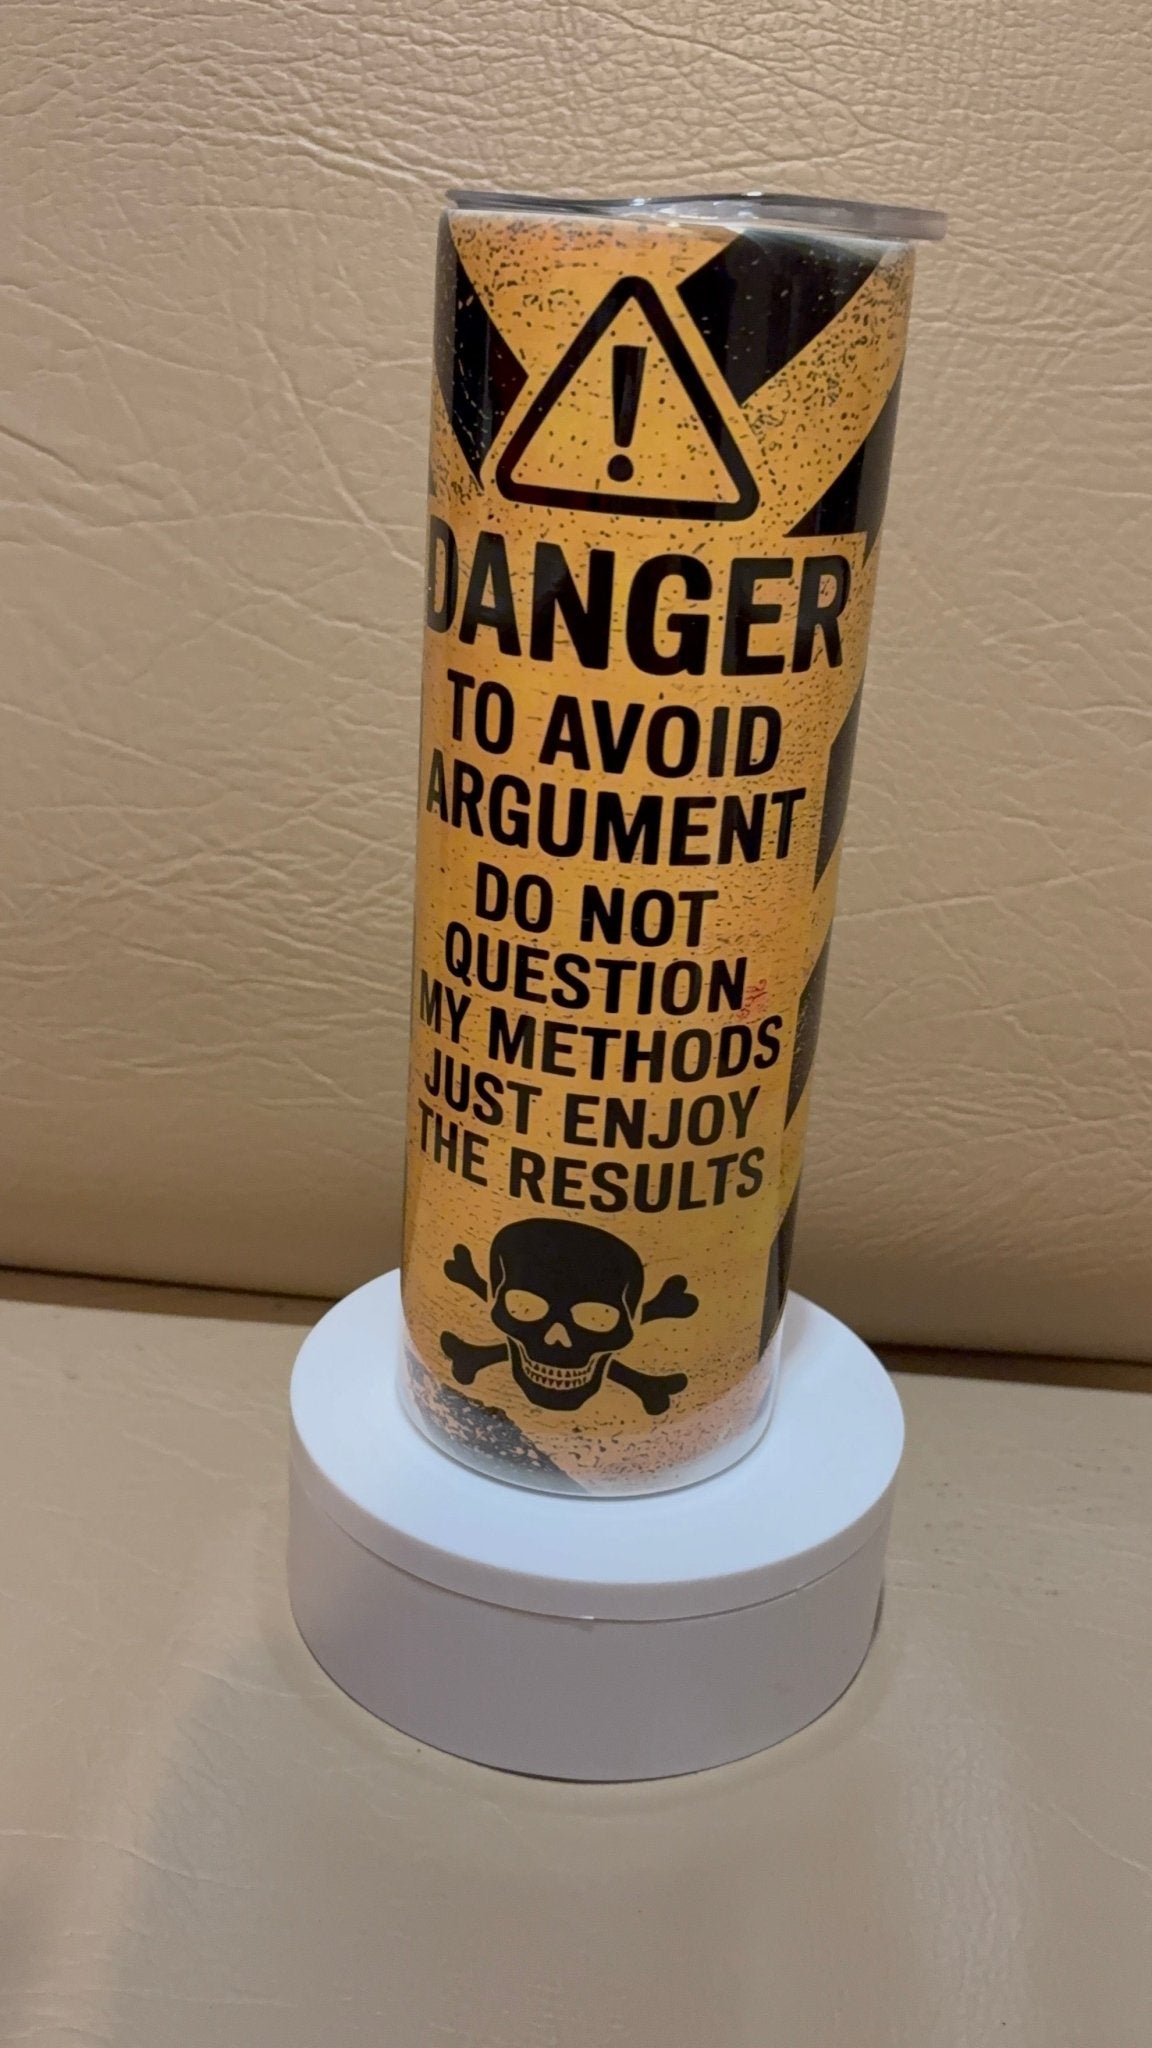 !
DANGER
TO AVOID
ARGUMENT
DO NOT
QUESTION
MY METHODS
JUST ENJOY
THE RESULTS